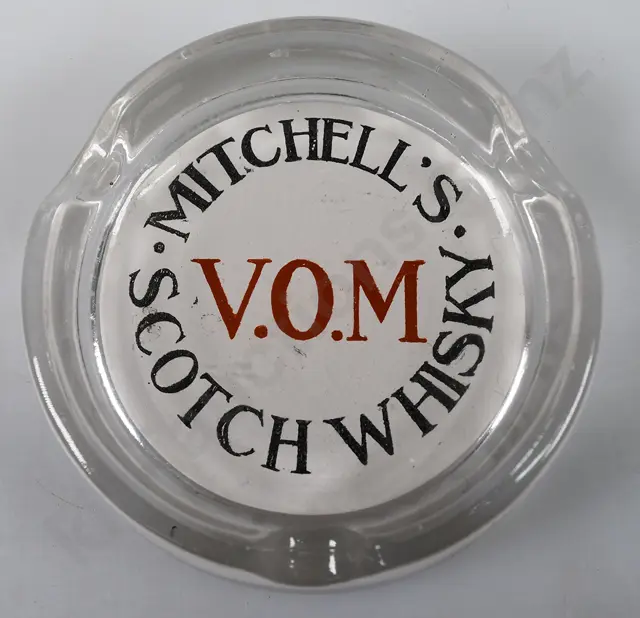 · MITCHELL'S ·
V.O.M
SCOTCH WHISKY